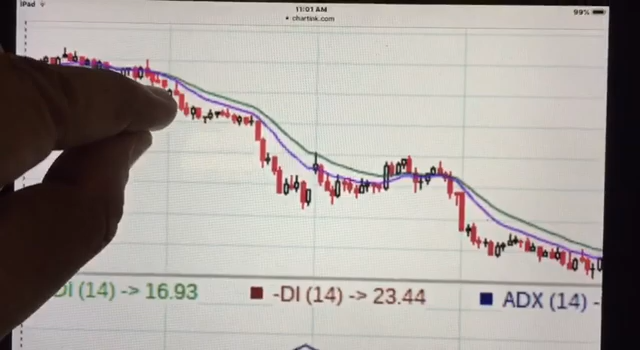 iPad 11:01 AM 99%
chartink.com
DI (14) -> 16.93 -DI (14) -> 23.44 ADX (14) -